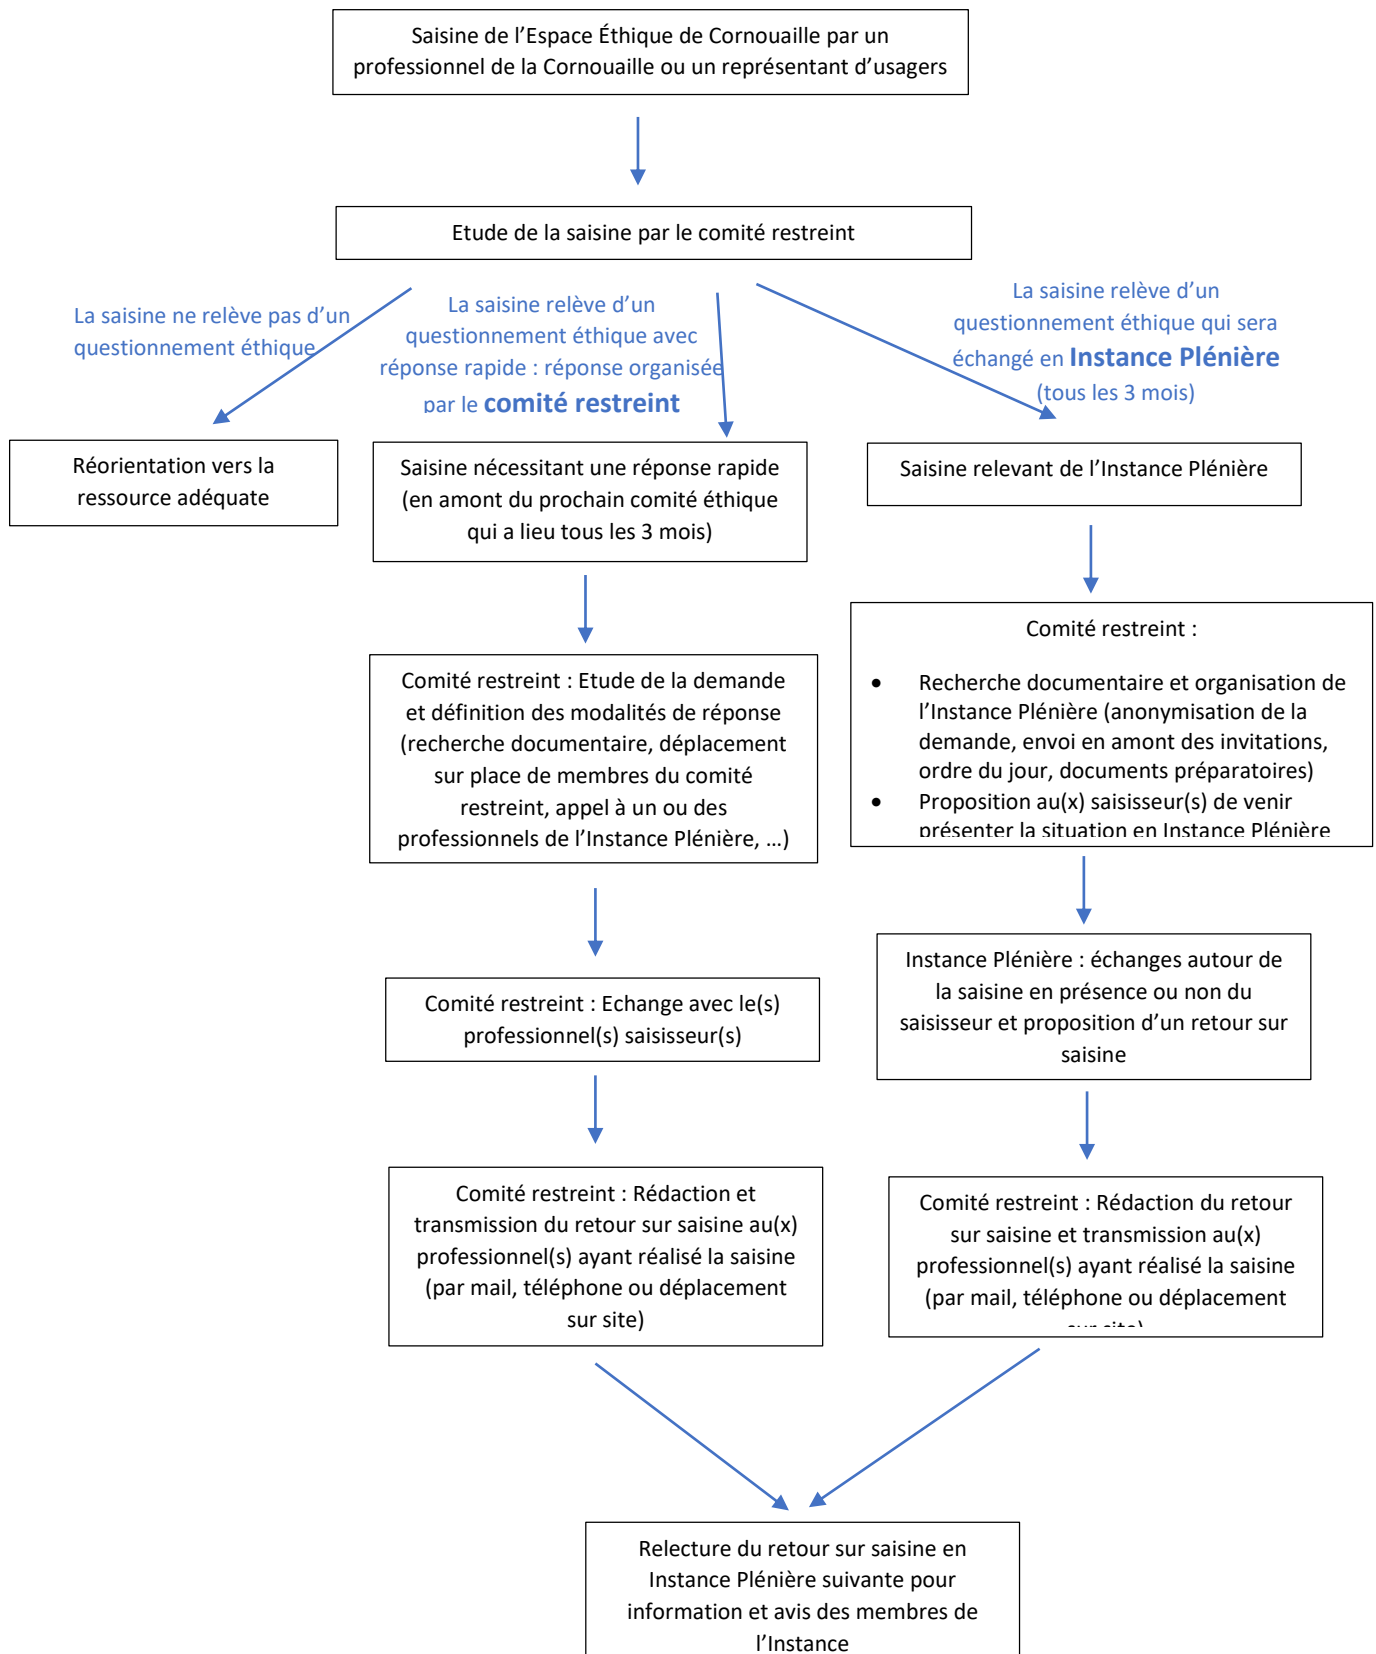 Saisine de l’Espace Éthique de Cornouaille par un
professionnel de la Cornouaille ou un représentant d’usagers
Etude de la saisine par le comité restreint
La saisine ne relève pas d’un
questionnement éthique
La saisine relève d’un
questionnement éthique avec
réponse rapide : réponse organisée
par le comité restreint
La saisine relève d’un
questionnement éthique qui sera
échangé en Instance Plénière
(tous les 3 mois)
Réorientation vers la
ressource adéquate
Saisine nécessitant une réponse rapide
(en amont du prochain comité éthique
qui a lieu tous les 3 mois)
Saisine relevant de l’Instance Plénière
Comité restreint : Etude de la demande
et définition des modalités de réponse
(recherche documentaire, déplacement
sur place de membres du comité
restreint, appel à un ou des
professionnels de l’Instance Plénière, …)
Comité restreint :
• Recherche documentaire et organisation de
l’Instance Plénière (anonymisation de la
demande, envoi en amont des invitations,
ordre du jour, documents préparatoires)
• Proposition au(x) saisisseur(s) de venir
présenter la situation en Instance Plénière
Comité restreint : Echange avec le(s)
professionnel(s) saisisseur(s)
Instance Plénière : échanges autour de
la saisine en présence ou non du
saisisseur et proposition d’un retour sur
saisine
Comité restreint : Rédaction et
transmission du retour sur saisine au(x)
professionnel(s) ayant réalisé la saisine
(par mail, téléphone ou déplacement
sur site)
Comité restreint : Rédaction du retour
sur saisine et transmission au(x)
professionnel(s) ayant réalisé la saisine
(par mail, téléphone ou déplacement
sur site)
Relecture du retour sur saisine en
Instance Plénière suivante pour
information et avis des membres de
l’Instance